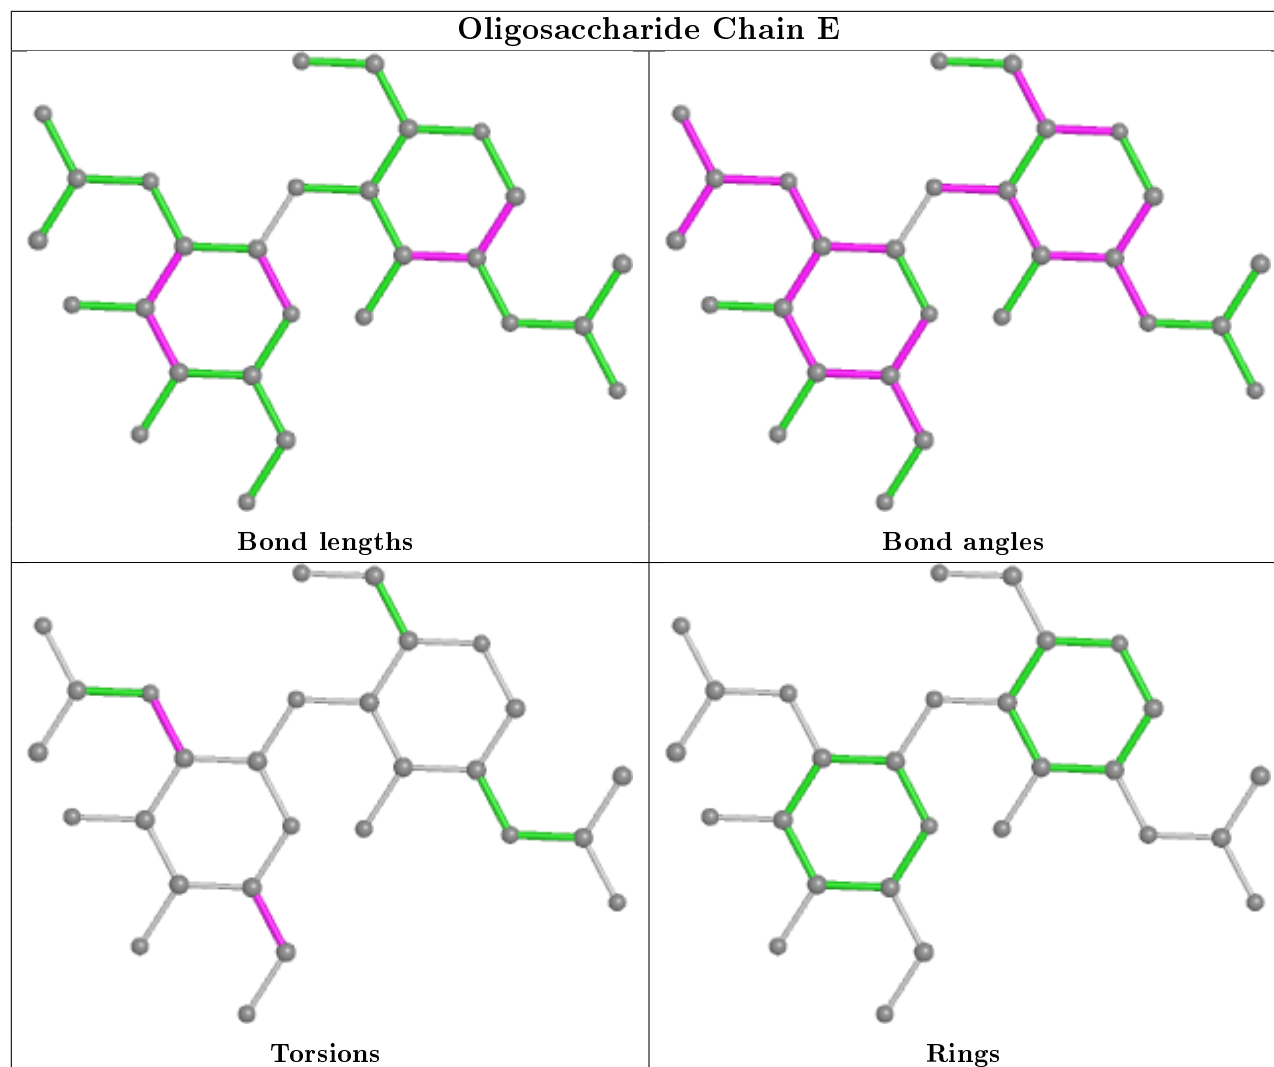 Oligosaccharide Chain E
Bond lengths
Bond angles
Torsions
Rings